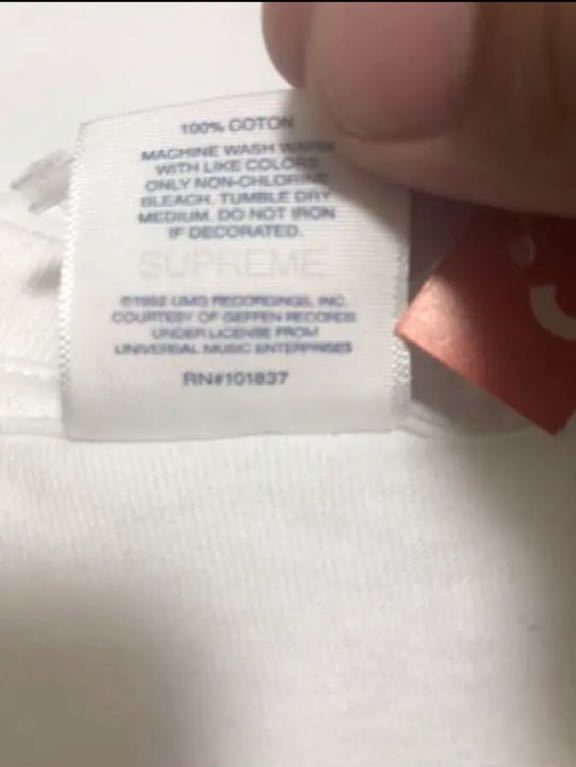 100% COTON
MACHINE WASH WARM
WITH LIKE COLORS
ONLY NON-CHLORINE
BLEACH. TUMBLE DRY
MEDIUM. DO NOT IRON
IF DECORATED.
SUPREME
©1992 UMG RECORDINGS, INC.
COURTESY OF GEFFEN RECORDS
UNDER LICENSE FROM
UNIVERSAL MUSIC ENTERPRISES
RN#101837